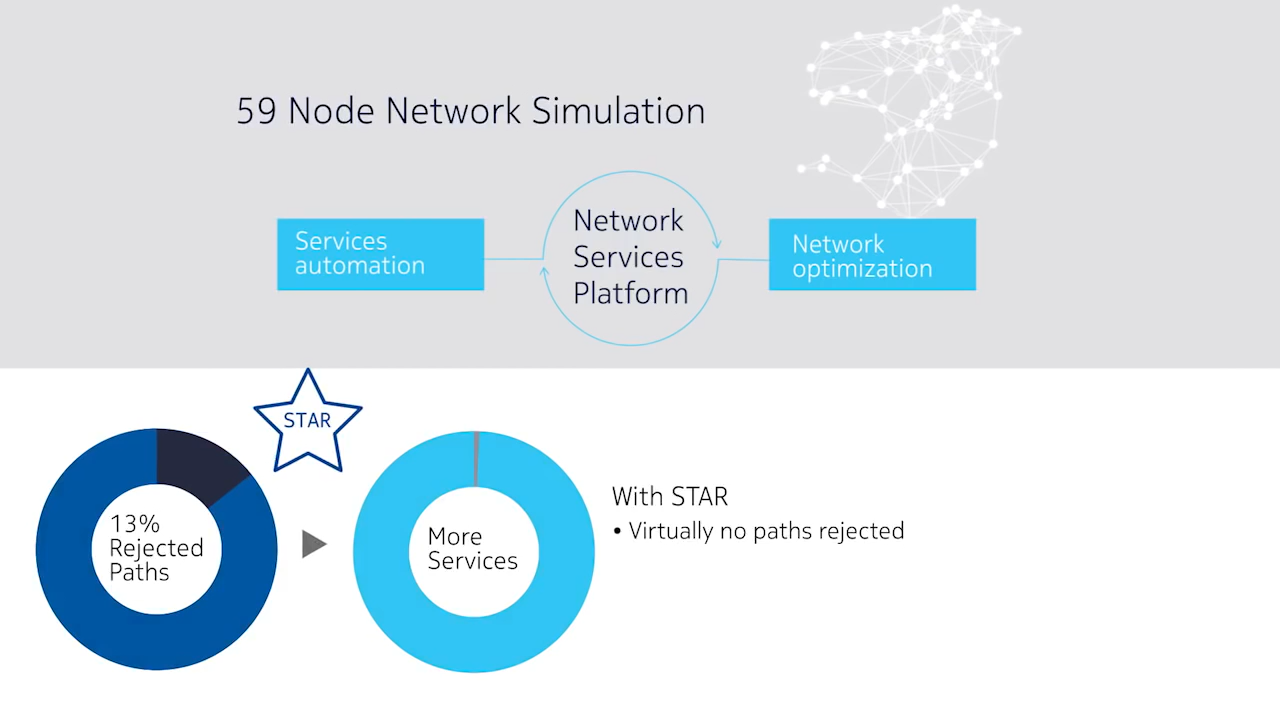 59 Node Network Simulation
Services
automation
Network
Services
Platform
Network
optimization
STAR
13%
Rejected
Paths
More
Services
With STAR
• Virtually no paths rejected